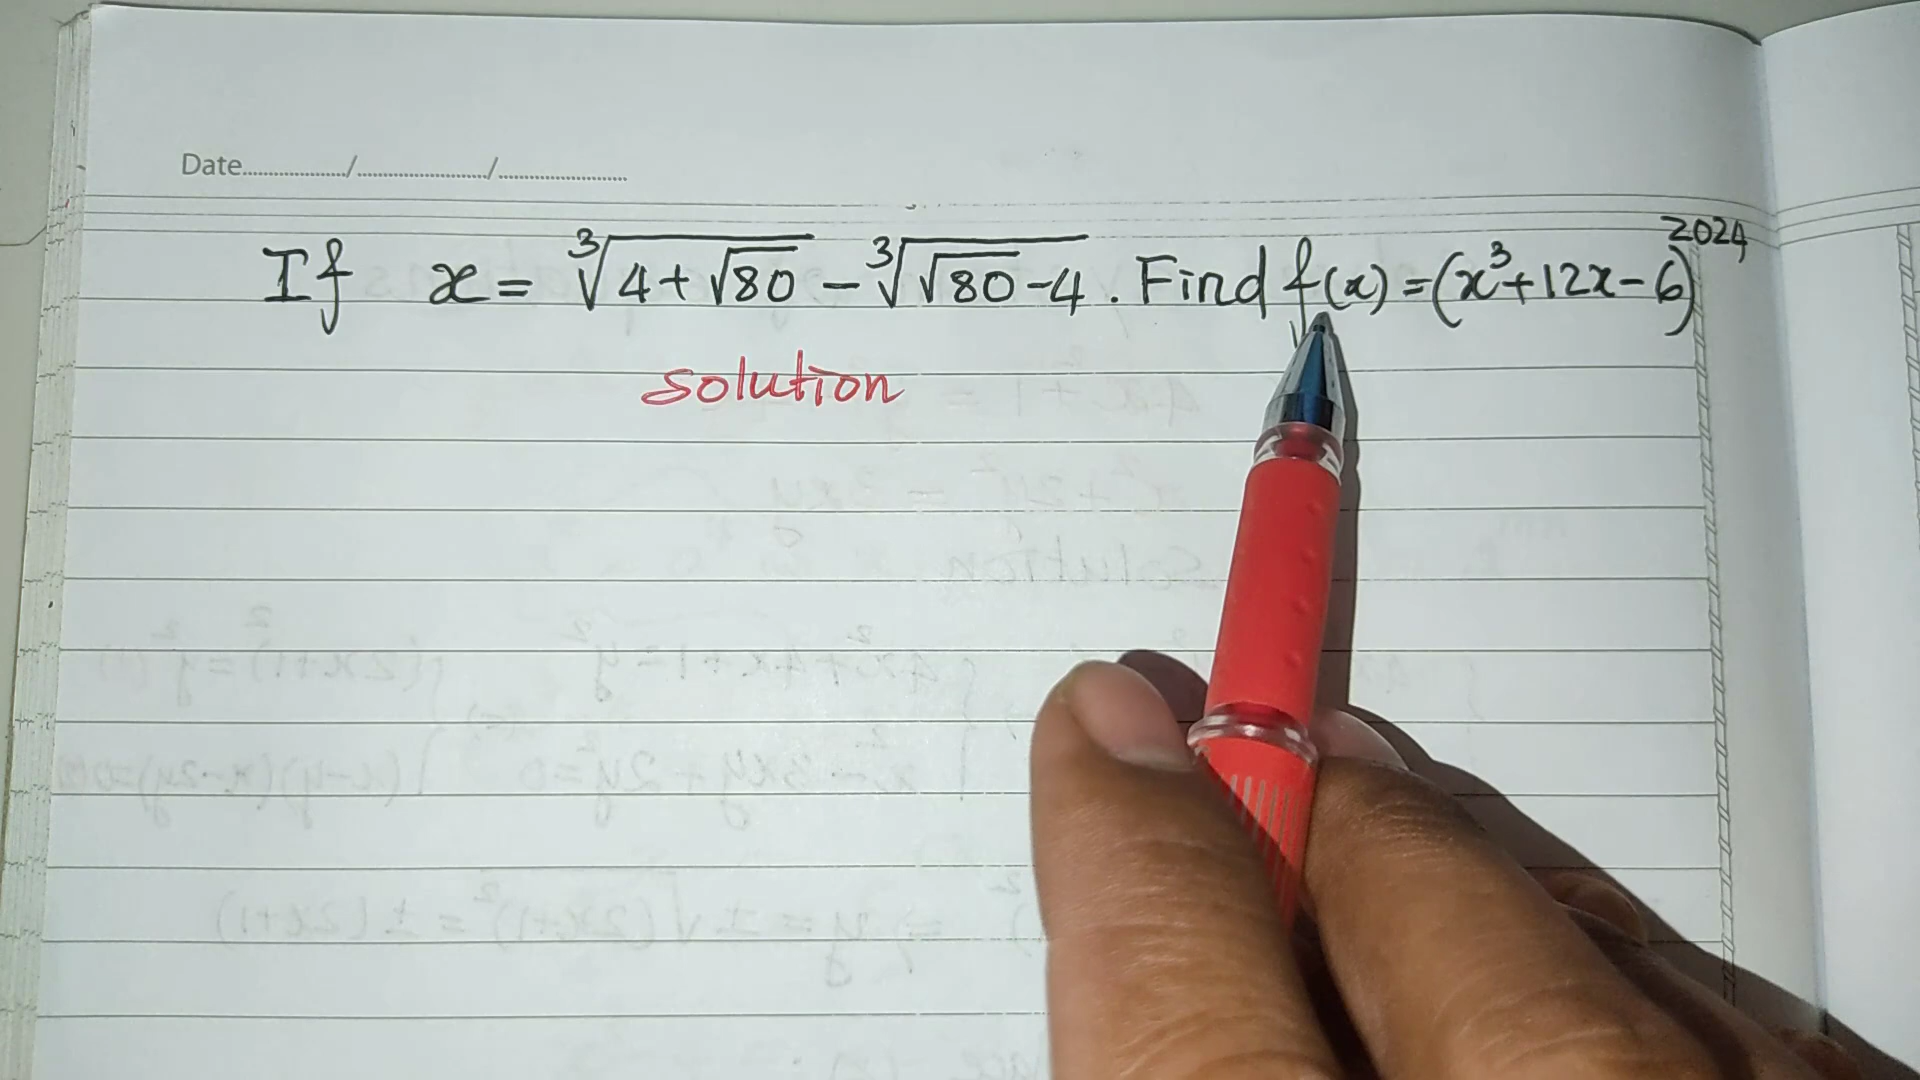 Date............/............/............
If x = ∛(4+√80) − ∛(√80−4) . Find f(x) = (x³+12x−6)²⁰²⁴
solution